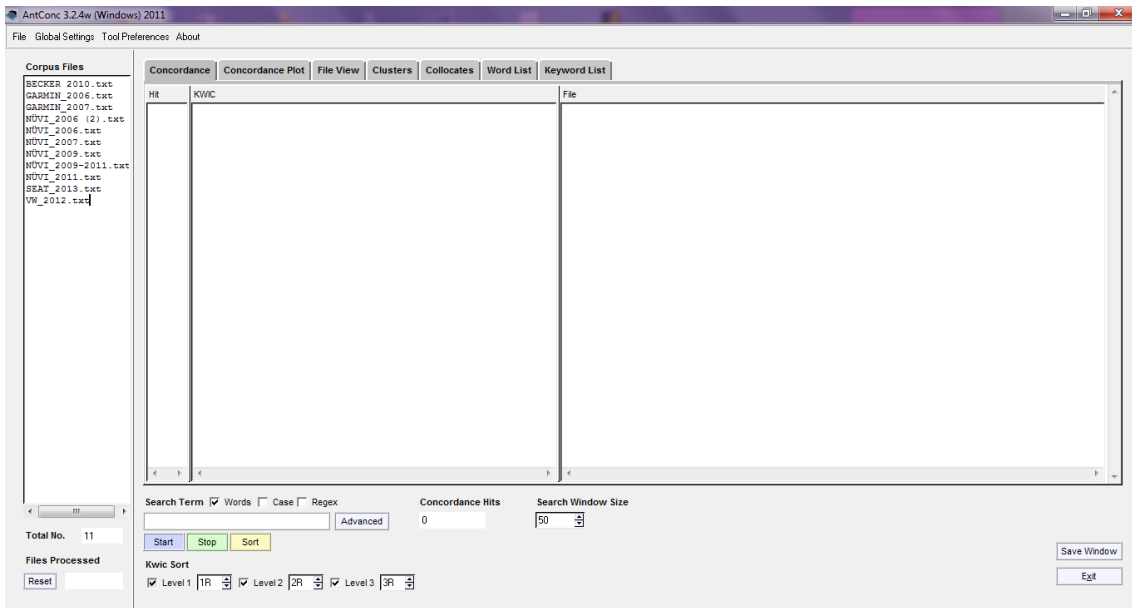 AntConc 3.2.4w (Windows) 2011
File Global Settings Tool Preferences About
Corpus Files
BECKER 2010.txt
GARMIN_2006.txt
GARMIN_2007.txt
NÜVI_2006 (2).txt
NÜVI_2006.txt
NÜVI_2007.txt
NÜVI_2009.txt
NÜVI_2009-2011.txt
NÜVI_2011.txt
SEAT_2013.txt
VW_2012.txt
Total No. 11
Files Processed
Reset
Concordance Concordance Plot File View Clusters Collocates Word List Keyword List
Hit KWIC File
Search Term Words Case Regex Concordance Hits Search Window Size
Advanced 0 50
Start Stop Sort
Kwic Sort
Level 1 1R Level 2 2R Level 3 3R
Save Window
Exit